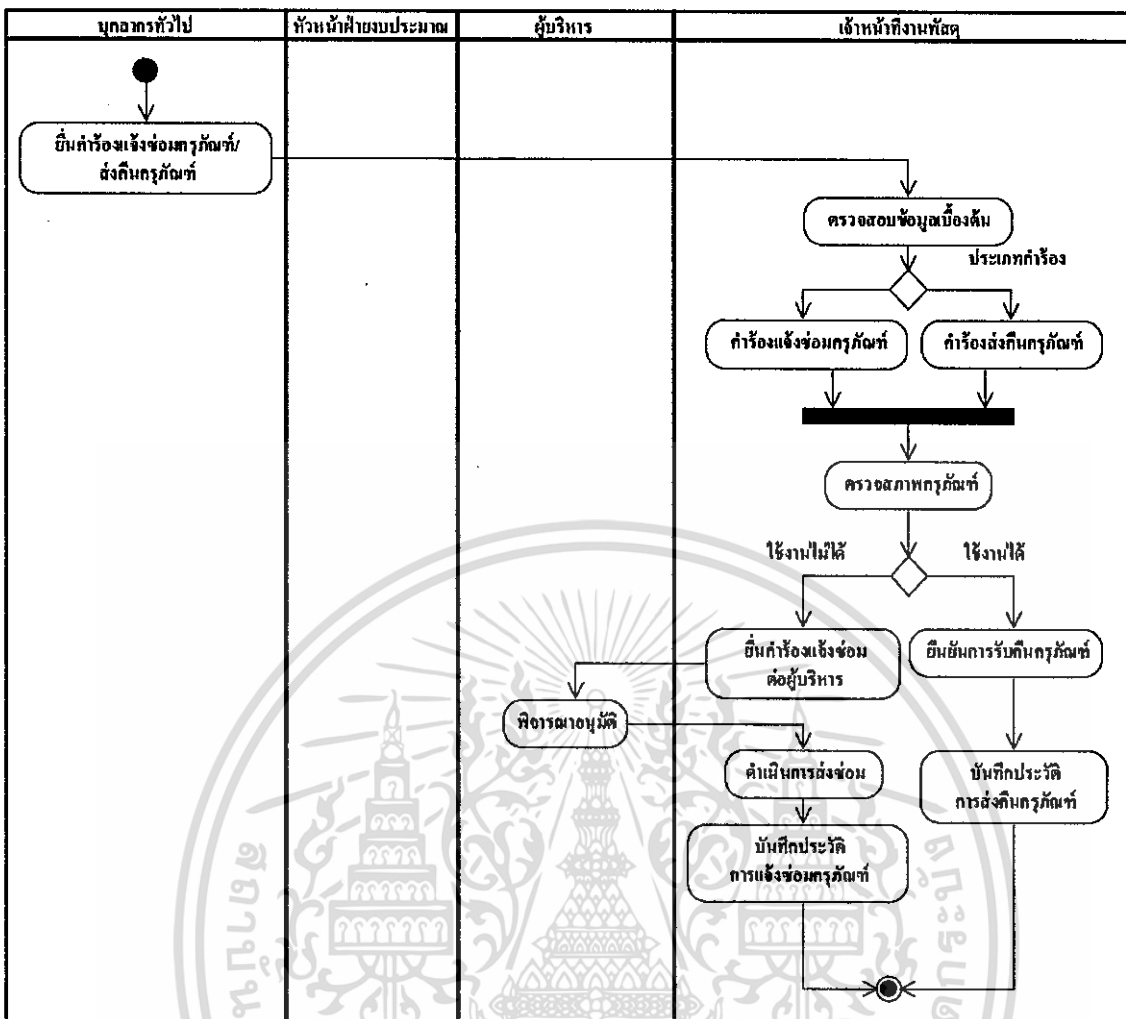 บุคลากรทั่วไป
หัวหน้าฝ่ายงบประมาณ
ผู้บริหาร
เจ้าหน้าที่งานพัสดุ
ยื่นคำร้องแจ้งซ่อมครุภัณฑ์/
ส่งคืนครุภัณฑ์
ตรวจสอบข้อมูลเบื้องต้น
ประเภทคำร้อง
คำร้องแจ้งซ่อมครุภัณฑ์
คำร้องส่งคืนครุภัณฑ์
ตรวจสภาพครุภัณฑ์
ใช้งานไม่ได้
ใช้งานได้
ยื่นคำร้องแจ้งซ่อม
ต่อผู้บริหาร
ยืนยันการรับคืนครุภัณฑ์
พิจารณาอนุมัติ
ดำเนินการส่งซ่อม
บันทึกประวัติ
การส่งคืนครุภัณฑ์
บันทึกประวัติ
การแจ้งซ่อมครุภัณฑ์